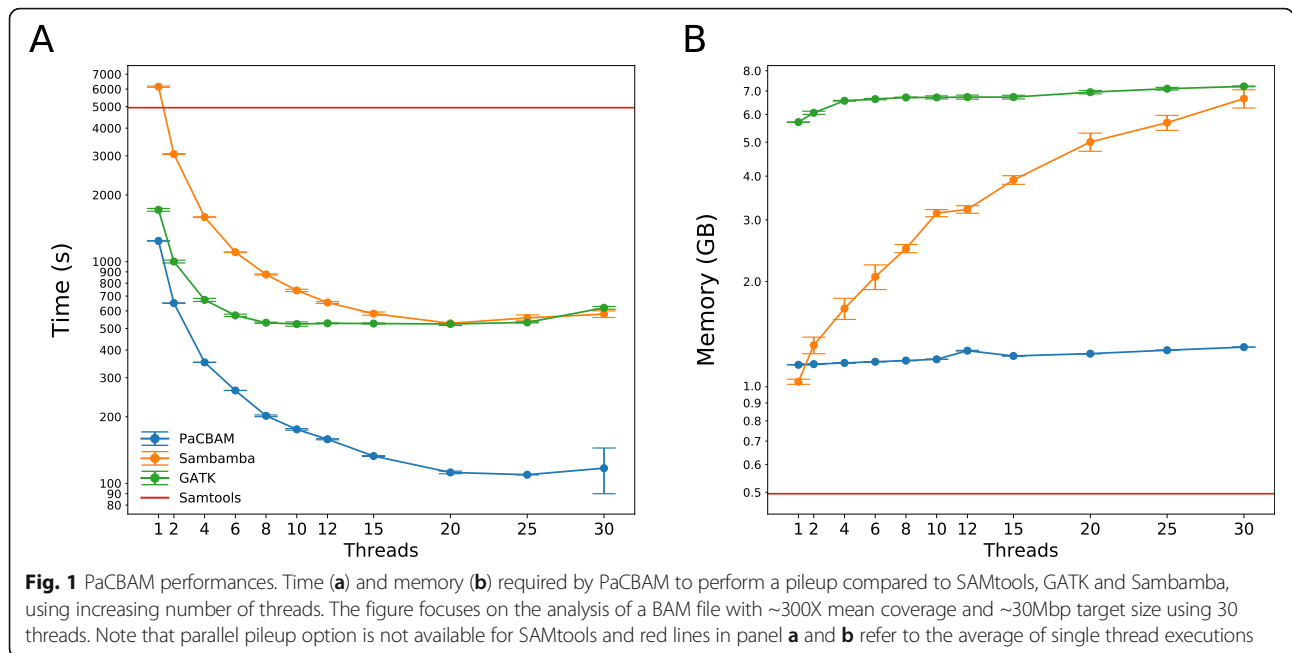 A
7000
6000
5000
4000
3000
2000
1000
900
800
700
600
500
400
300
200
100
90
80
Time (s)
PaCBAM
Sambamba
GATK
Samtools
1 2 4 6 8 10 12 15 20 25 30
Threads
B
8.0
7.0
6.0
5.0
4.0
3.0
2.0
1.0
0.9
0.8
0.7
0.6
0.5
Memory (GB)
1 2 4 6 8 10 12 15 20 25 30
Threads
Fig. 1 PaCBAM performances. Time (a) and memory (b) required by PaCBAM to perform a pileup compared to SAMtools, GATK and Sambamba,
using increasing number of threads. The figure focuses on the analysis of a BAM file with ~300X mean coverage and ~30Mbp target size using 30
threads. Note that parallel pileup option is not available for SAMtools and red lines in panel a and b refer to the average of single thread executions